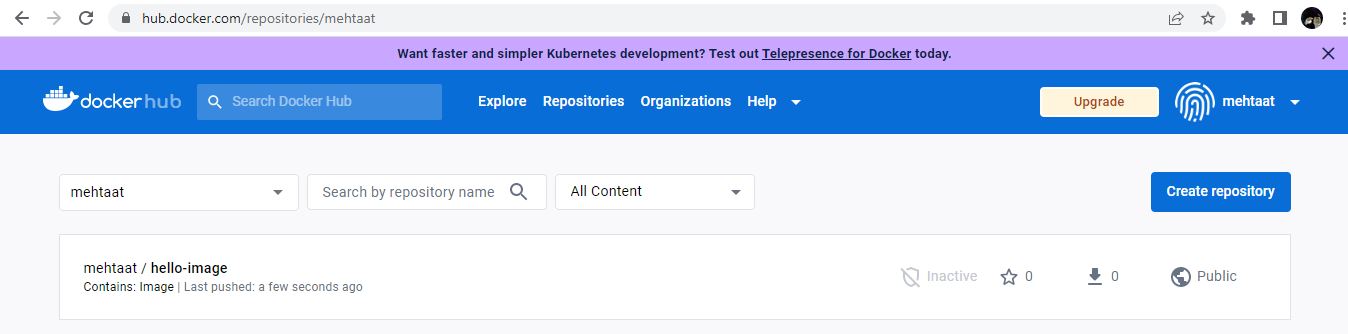 hub.docker.com/repositories/mehtaat
Want faster and simpler Kubernetes development? Test out Telepresence for Docker today.
dockerhub Search Docker Hub Explore Repositories Organizations Help Upgrade mehtaat
mehtaat Search by repository name All Content Create repository
mehtaat / hello-image
Inactive 0 0 Public
Contains: Image | Last pushed: a few seconds ago